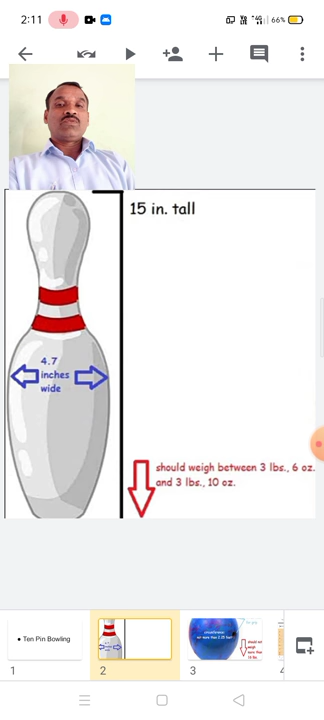 2:11
66%
15 in. tall
4.7
inches
wide
should weigh between 3 lbs., 6 oz.
and 3 lbs., 10 oz.
• Ten Pin Bowling
1
2
3
4